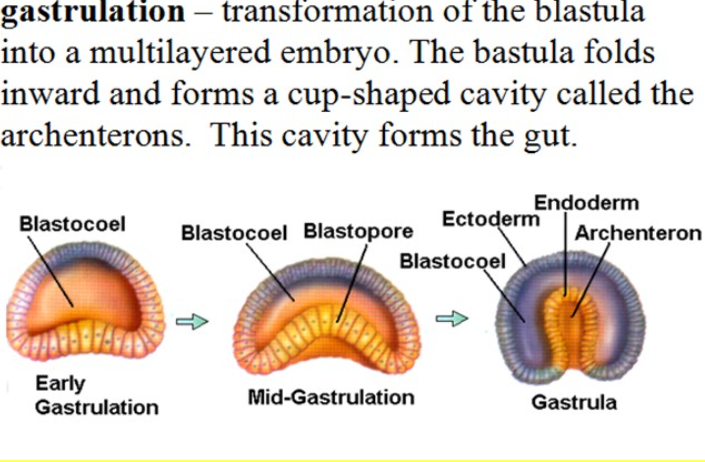 gastrulation – transformation of the blastula
into a multilayered embryo. The bastula folds
inward and forms a cup-shaped cavity called the
archenterons.  This cavity forms the gut.
Blastocoel
Blastocoel
Blastopore
Ectoderm
Endoderm
Archenteron
Blastocoel
Early
Gastrulation
Mid-Gastrulation
Gastrula